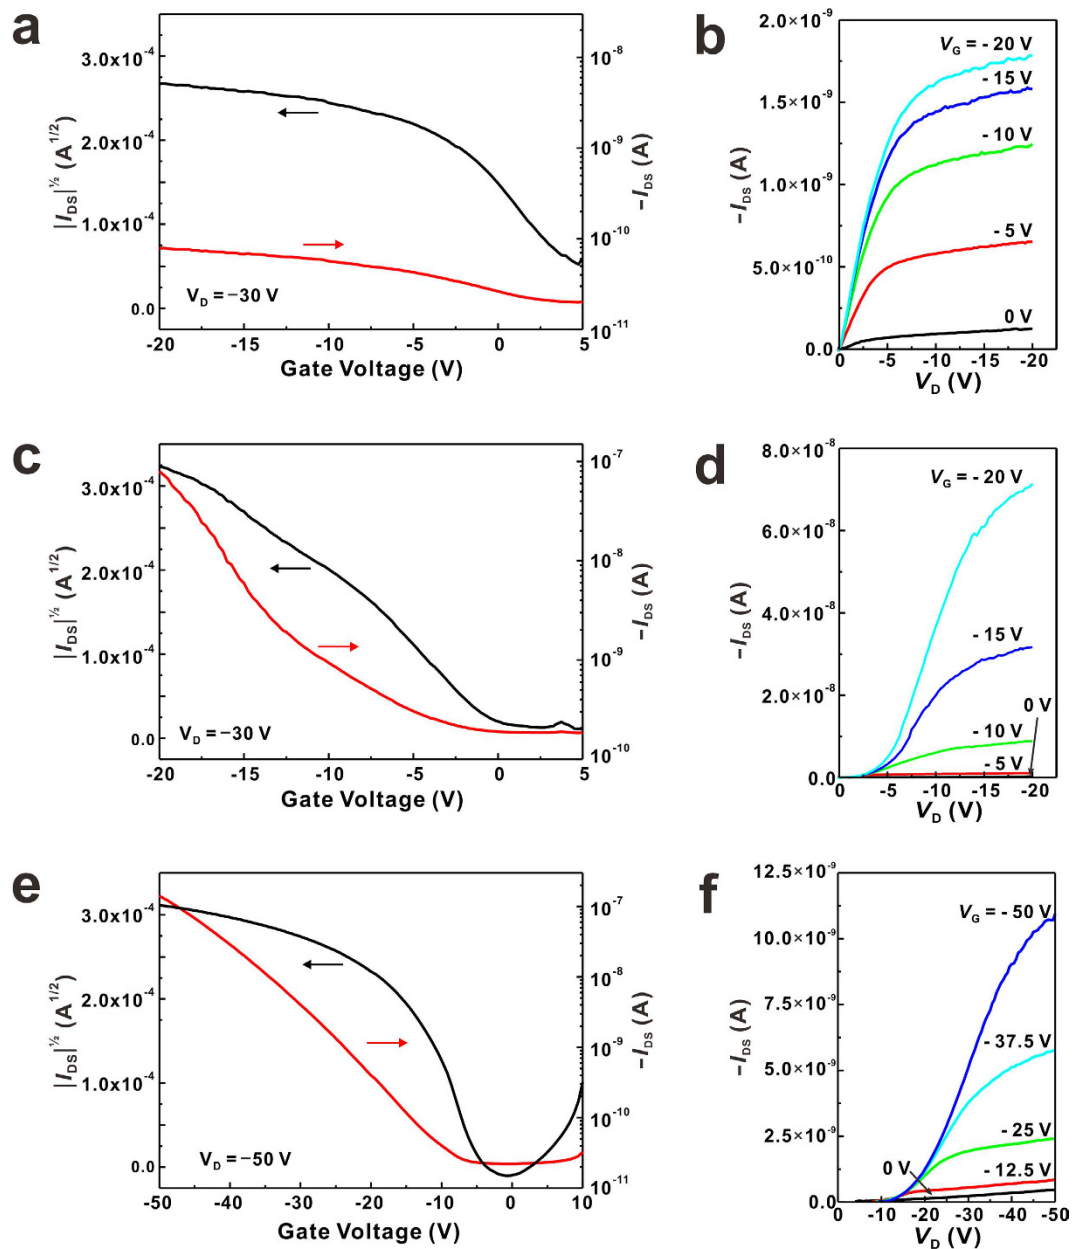 a
3.0x10⁻⁴
2.0x10⁻⁴
1.0x10⁻⁴
0.0
|I_DS|^½ (A^1/2)
10⁻⁸
10⁻⁹
10⁻¹⁰
10⁻¹¹
−I_DS (A)
V_D = −30 V
-20 -15 -10 -5 0 5
Gate Voltage (V)
b
2.0×10⁻⁹
1.5×10⁻⁹
1.0×10⁻⁹
5.0×10⁻¹⁰
0.0
−I_DS (A)
V_G = - 20 V
- 15 V
- 10 V
- 5 V
0 V
0 -5 -10 -15 -20
V_D (V)
c
3.0x10⁻⁴
2.0x10⁻⁴
1.0x10⁻⁴
0.0
|I_DS|^½ (A^1/2)
10⁻⁷
10⁻⁸
10⁻⁹
10⁻¹⁰
−I_DS (A)
V_D = −30 V
-20 -15 -10 -5 0 5
Gate Voltage (V)
d
8.0×10⁻⁸
6.0×10⁻⁸
4.0×10⁻⁸
2.0×10⁻⁸
0.0
−I_DS (A)
V_G = - 20 V
- 15 V
0 V
- 10 V
- 5 V
0 -5 -10 -15 -20
V_D (V)
e
3.0x10⁻⁴
2.0x10⁻⁴
1.0x10⁻⁴
0.0
|I_DS|^½ (A^1/2)
10⁻⁷
10⁻⁸
10⁻⁹
10⁻¹⁰
10⁻¹¹
−I_DS (A)
V_D = −50 V
-50 -40 -30 -20 -10 0 10
Gate Voltage (V)
f
12.5×10⁻⁹
10.0×10⁻⁹
7.5×10⁻⁹
5.0×10⁻⁹
2.5×10⁻⁹
0.0
−I_DS (A)
V_G = - 50 V
- 37.5 V
- 25 V
0 V
- 12.5 V
0 -10 -20 -30 -40 -50
V_D (V)